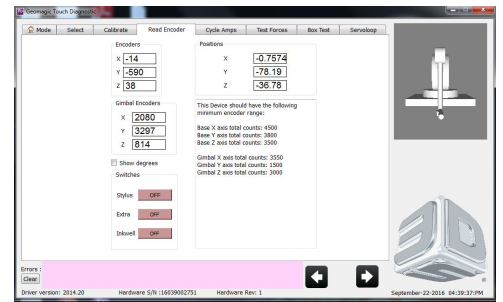 Geomagic Touch Diagnostic
Mode Select Calibrate Read Encoder Cycle Amps Test Forces Box Test Servoloop
Encoders
X -14
Y -590
Z 38
Positions
X -0.7574
Y -78.19
Z -36.78
Gimbal Encoders
X 2080
Y 3297
Z 814
This Device should have the following
minimum encoder range:
Base X axis total counts: 4500
Base Y axis total counts: 3800
Base Z axis total counts: 3500
Gimbal X axis total counts: 3550
Gimbal Y axis total counts: 1500
Gimbal Z axis total counts: 3000
Show degrees
Switches
Stylus OFF
Extra OFF
Inkwell OFF
Errors :
Clear
Driver version: 2014.20 Hardware S/N :16039002751 Hardware Rev: 1 September-22-2016 04:39:37:PM